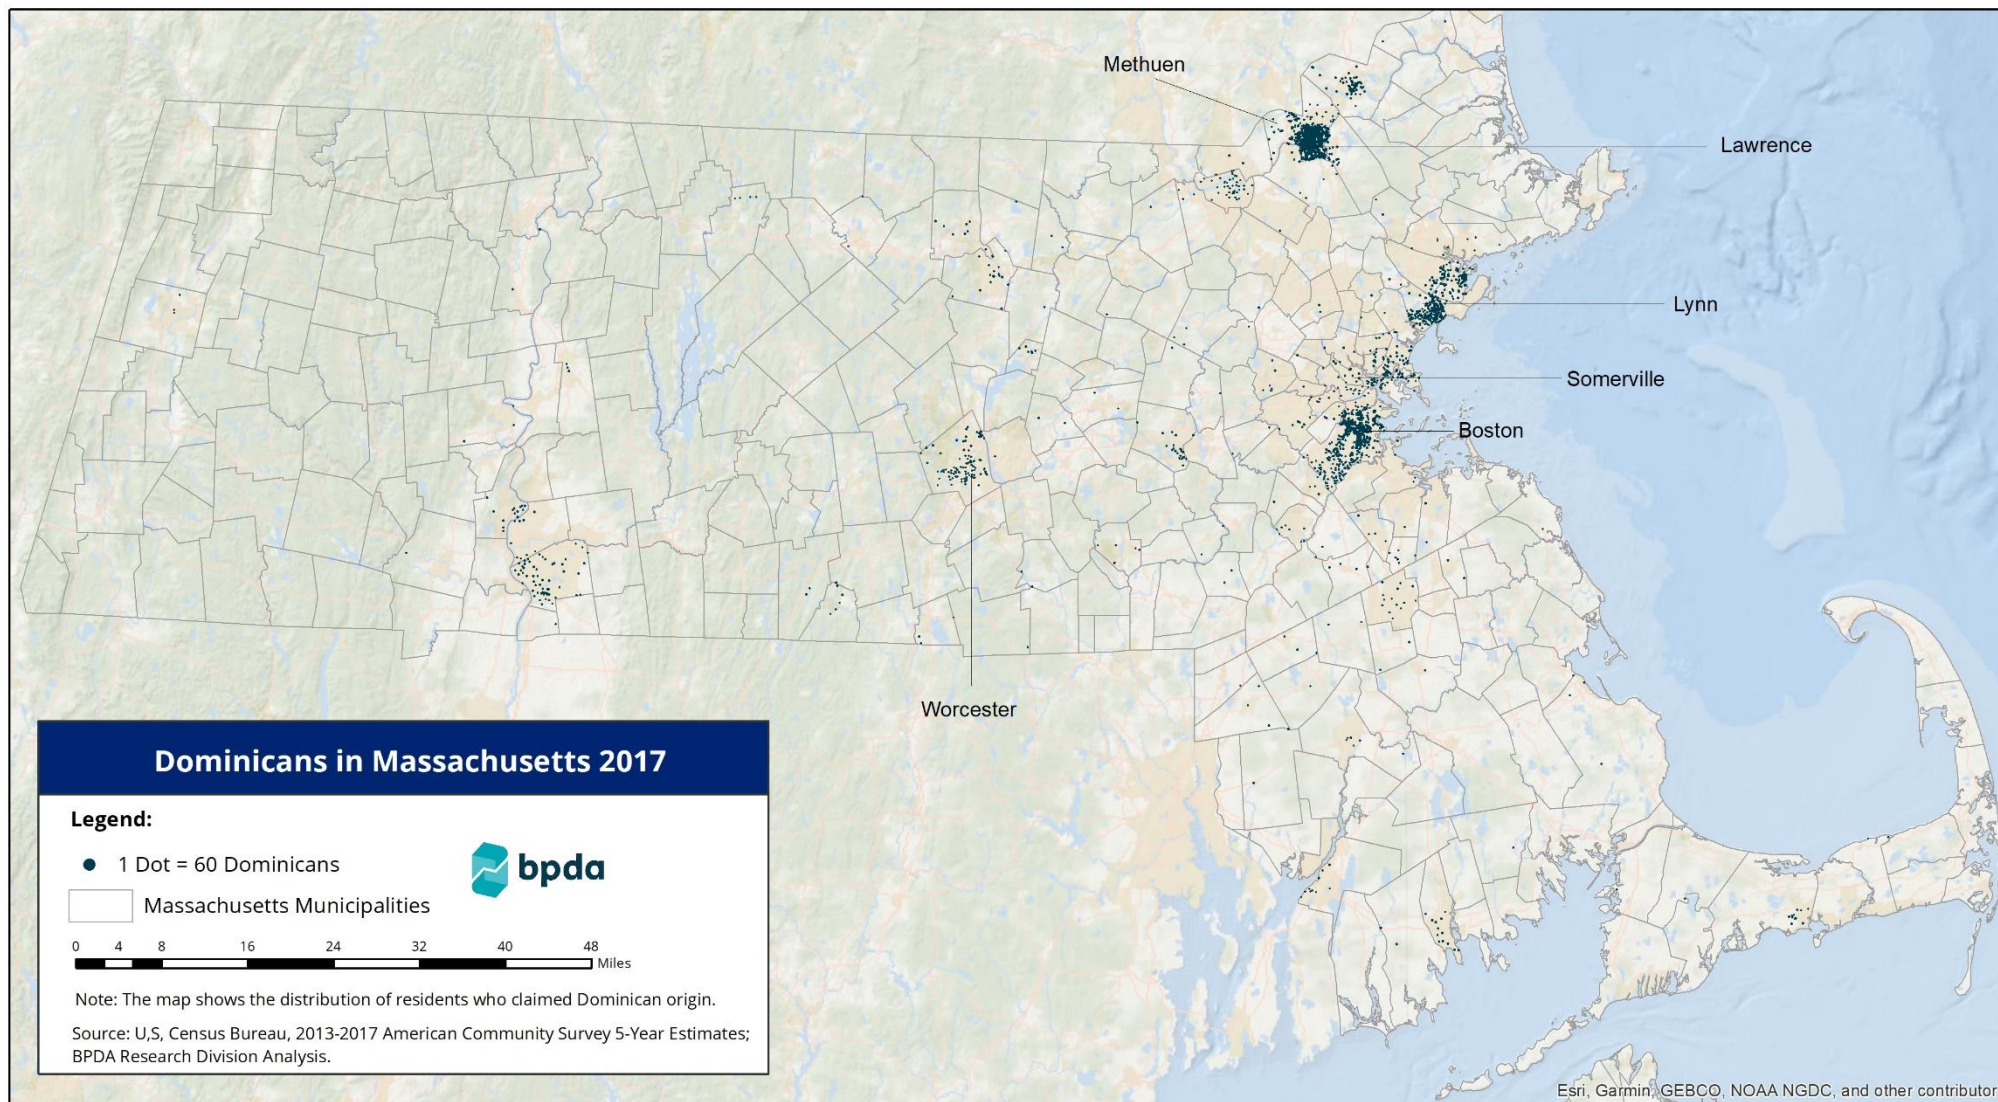 Methuen
Lawrence
Lynn
Somerville
Boston
Worcester
Dominicans in Massachusetts 2017
Legend:
1 Dot = 60 Dominicans
bpda
Massachusetts Municipalities
0 4 8 16 24 32 40 48
Miles
Note: The map shows the distribution of residents who claimed Dominican origin.
Source: U,S, Census Bureau, 2013-2017 American Community Survey 5-Year Estimates;
BPDA Research Division Analysis.
Esri, Garmin, GEBCO, NOAA NGDC, and other contributor